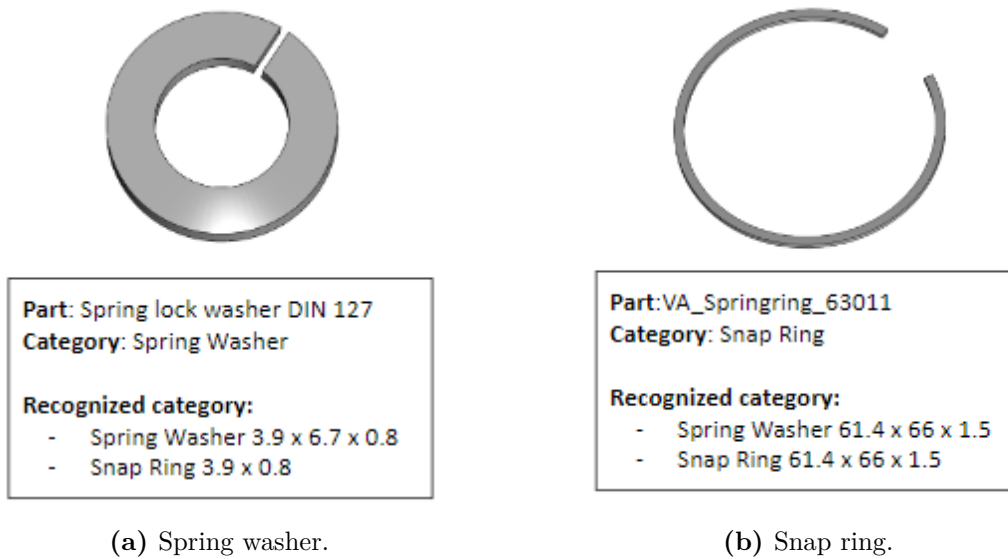 Part: Spring lock washer DIN 127
Category: Spring Washer
Recognized category:
- Spring Washer 3.9 x 6.7 x 0.8
- Snap Ring 3.9 x 0.8
(a) Spring washer.
Part:VA_Springring_63011
Category: Snap Ring
Recognized category:
- Spring Washer 61.4 x 66 x 1.5
- Snap Ring 61.4 x 66 x 1.5
(b) Snap ring.